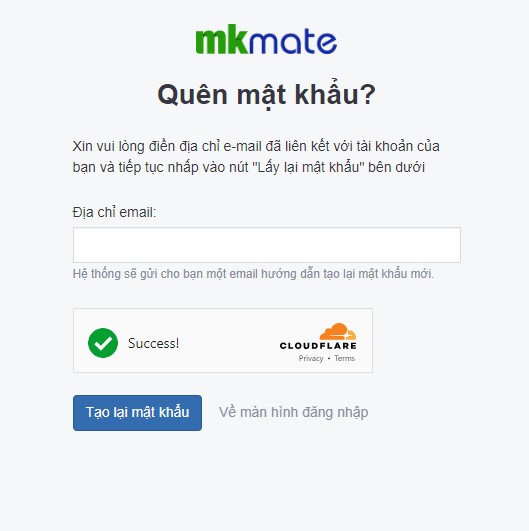 mkmate
Quên mật khẩu?
Xin vui lòng điền địa chỉ e-mail đã liên kết với tài khoản của
bạn và tiếp tục nhấp vào nút "Lấy lại mật khẩu" bên dưới
Địa chỉ email:
Hệ thống sẽ gửi cho bạn một email hướng dẫn tạo lại mật khẩu mới.
Success!
CLOUDFLARE
Privacy • Terms
Tạo lại mật khẩu Về màn hình đăng nhập